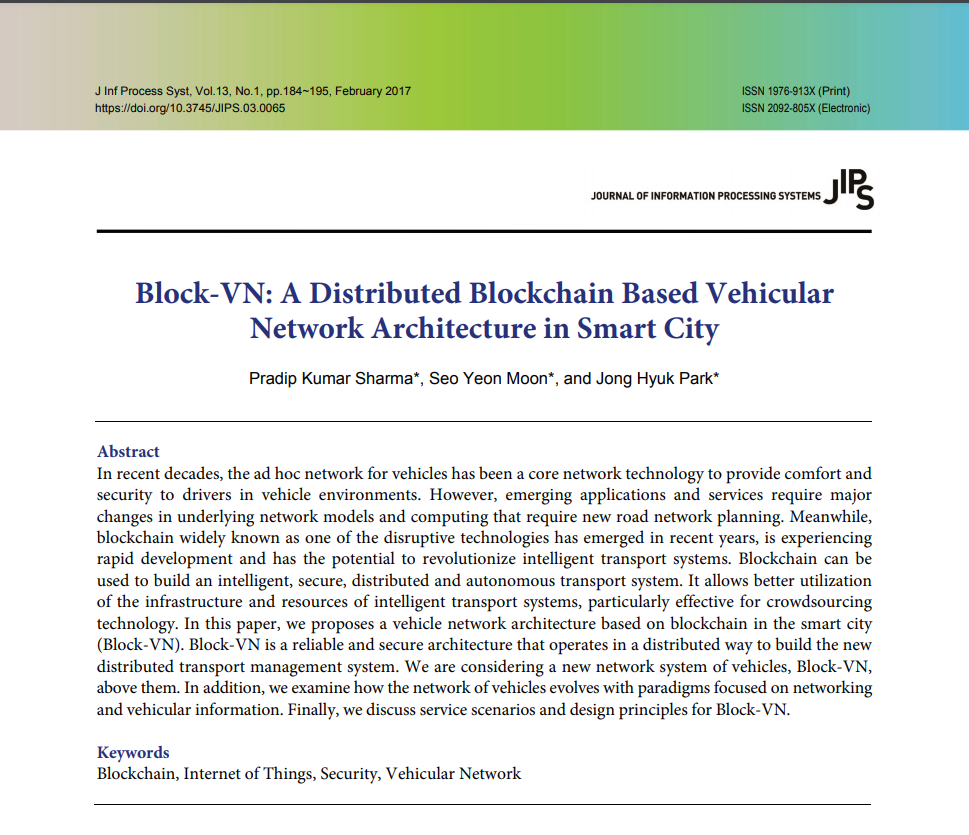 J Inf Process Syst, Vol.13, No.1, pp.184~195, February 2017
ISSN 1976-913X (Print)
https://doi.org/10.3745/JIPS.03.0065
ISSN 2092-805X (Electronic)
JOURNAL OF INFORMATION PROCESSING SYSTEMS JIPS
Block-VN: A Distributed Blockchain Based Vehicular
Network Architecture in Smart City
Pradip Kumar Sharma*, Seo Yeon Moon*, and Jong Hyuk Park*
Abstract
In recent decades, the ad hoc network for vehicles has been a core network technology to provide comfort and
security to drivers in vehicle environments. However, emerging applications and services require major
changes in underlying network models and computing that require new road network planning. Meanwhile,
blockchain widely known as one of the disruptive technologies has emerged in recent years, is experiencing
rapid development and has the potential to revolutionize intelligent transport systems. Blockchain can be
used to build an intelligent, secure, distributed and autonomous transport system. It allows better utilization
of the infrastructure and resources of intelligent transport systems, particularly effective for crowdsourcing
technology. In this paper, we proposes a vehicle network architecture based on blockchain in the smart city
(Block-VN). Block-VN is a reliable and secure architecture that operates in a distributed way to build the new
distributed transport management system. We are considering a new network system of vehicles, Block-VN,
above them. In addition, we examine how the network of vehicles evolves with paradigms focused on networking
and vehicular information. Finally, we discuss service scenarios and design principles for Block-VN.
Keywords
Blockchain, Internet of Things, Security, Vehicular Network